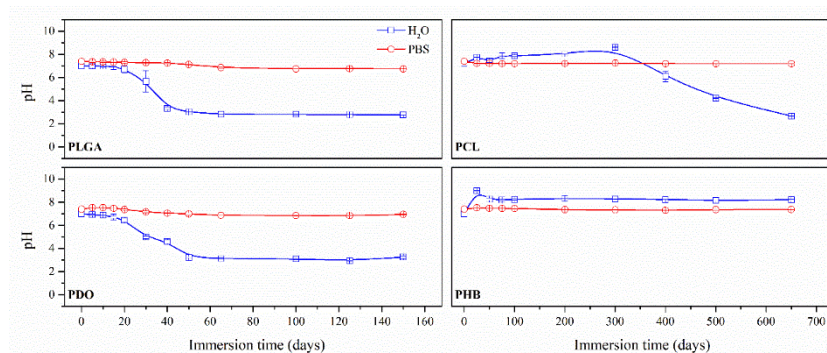 H₂O
PBS
10
8
6
4
2
0
pH
PLGA
PCL
10
8
6
4
2
0
pH
PDO
PHB
0 20 40 60 80 100 120 140 160
0 100 200 300 400 500 600 700
Immersion time (days)
Immersion time (days)